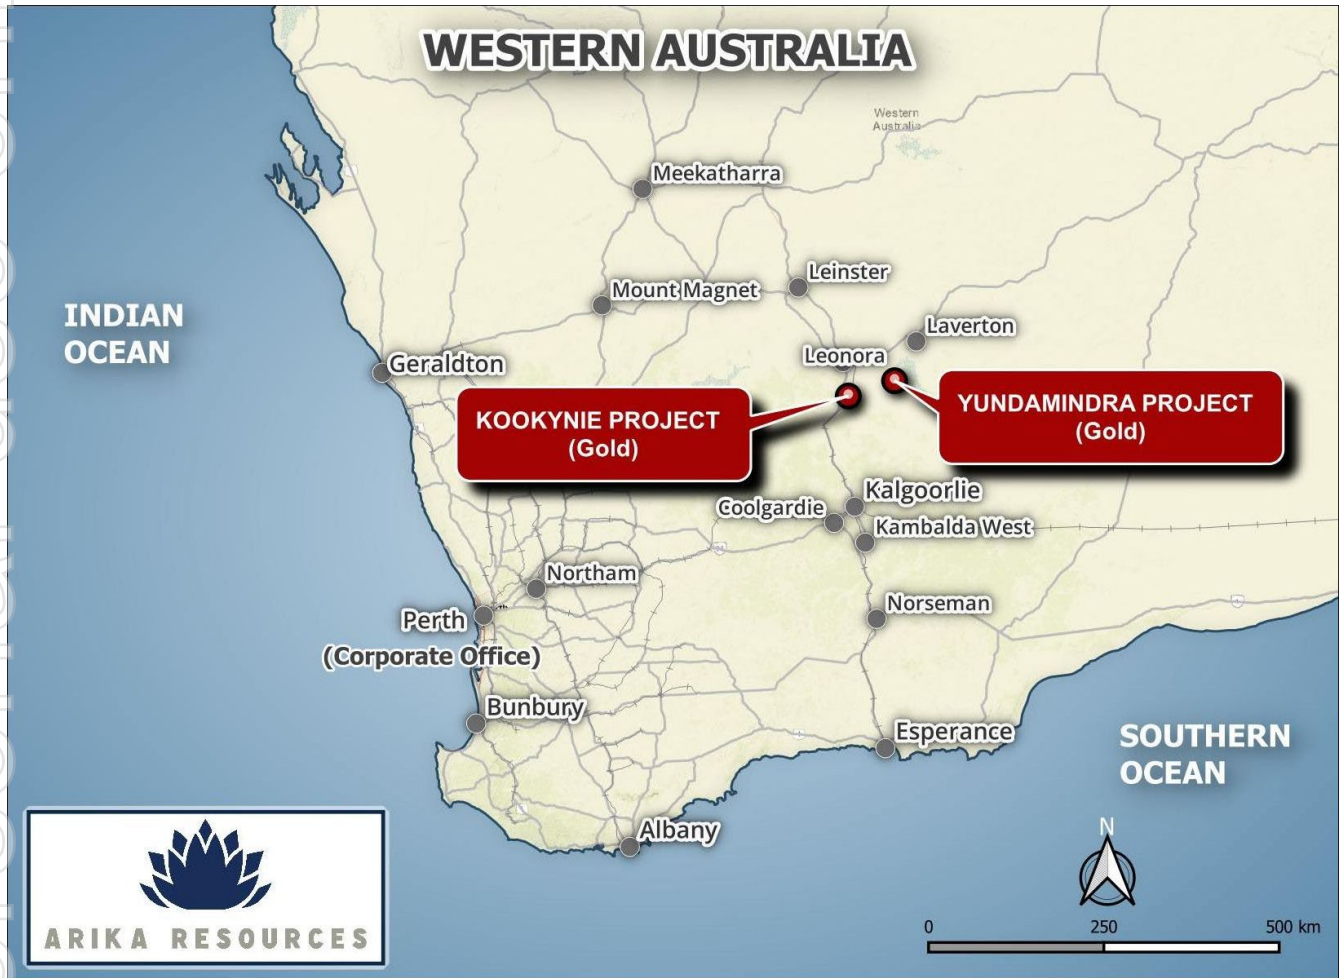 WESTERN AUSTRALIA
Western
Australia
Meekatharra
Leinster
Mount Magnet
INDIAN
OCEAN
Laverton
Leonora
Geraldton
KOOKYNIE PROJECT
(Gold)
YUNDAMINDRA PROJECT
(Gold)
Kalgoorlie
Coolgardie
Kambalda West
Northam
Norseman
Perth
(Corporate Office)
Bunbury
Esperance
SOUTHERN
OCEAN
Albany
N
0 250 500 km
ARIKA RESOURCES